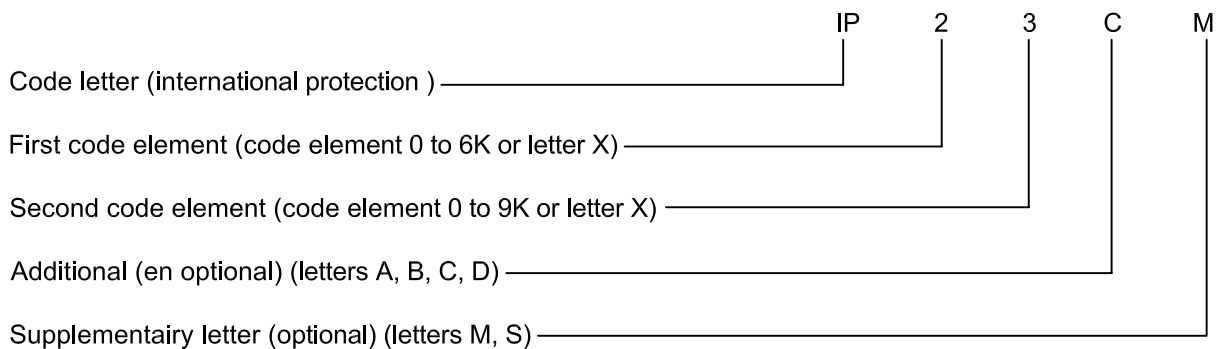 IP 2 3 C M
Code letter (international protection )
First code element (code element 0 to 6K or letter X)
Second code element (code element 0 to 9K or letter X)
Additional (en optional) (letters A, B, C, D)
Supplementairy letter (optional) (letters M, S)